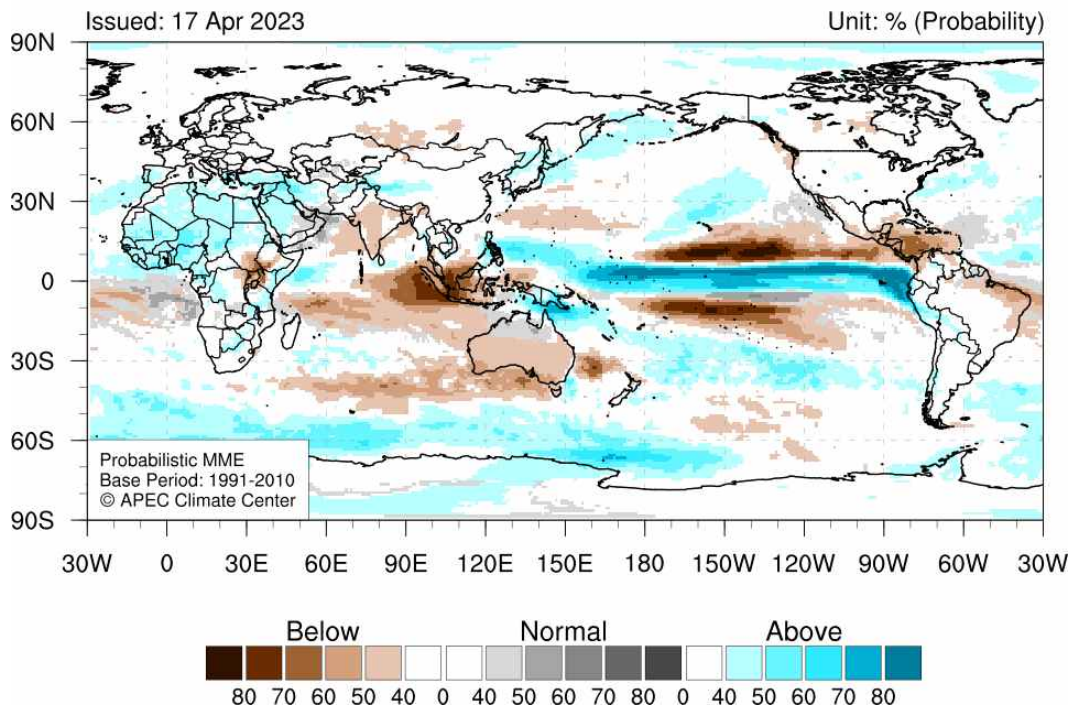 Issued: 17 Apr 2023 Unit: % (Probability)
90N
60N
30N
0
30S
60S
90S
Probabilistic MME
Base Period: 1991-2010
© APEC Climate Center
30W 0 30E 60E 90E 120E 150E 180 150W 120W 90W 60W 30W
Below Normal Above
80 70 60 50 40 0 40 50 60 70 80 0 40 50 60 70 80